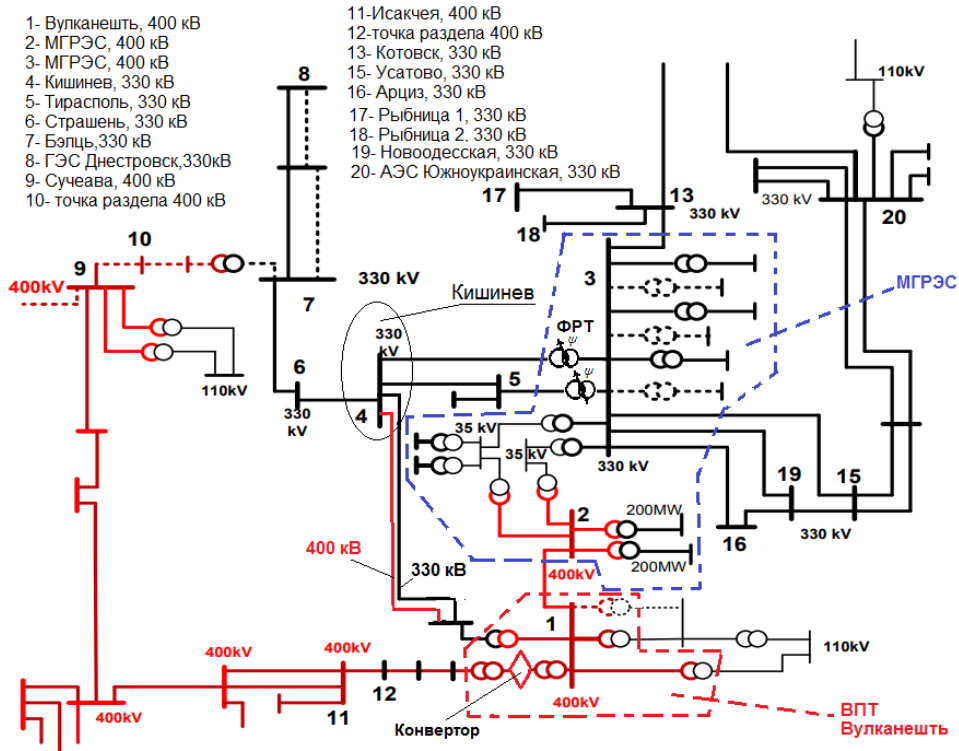 1- Вулканешть, 400 кВ
2- МГРЭС, 400 кВ
3- МГРЭС, 400 кВ
4- Кишинев, 330 кВ
5- Тирасполь, 330 кВ
6- Страшень, 330 кВ
7- Бэлць,330 кВ
8- ГЭС Днестровск,330кВ
9- Сучеава, 400 кВ
10- точка раздела 400 кВ
11-Исакчея, 400 кВ
12-точка раздела 400 кВ
13- Котовск, 330 кВ
15- Усатово, 330 кВ
16- Арциз, 330 кВ
17- Рыбница 1, 330 кВ
18- Рыбница 2. 330 кВ
19- Новоодесская, 330 кВ
20- АЭС Южноукраинская, 330 кВ
110kV
8
17
13
330 kV
18
330 kV
20
10
9
400kV
7
330 kV
3
МГРЭС
Кишинев
330 kV
ФРТ
ψ
ψ
110kV
6
330 kV
4
5
35 kV
35 kV
330 kV
2
200MW
200MW
400kV
19
15
16
330 kV
400 кВ
330 кВ
1
110kV
400kV
400kV
400kV
12
11
400kV
Конвертор
ВПТ
Вулканешть